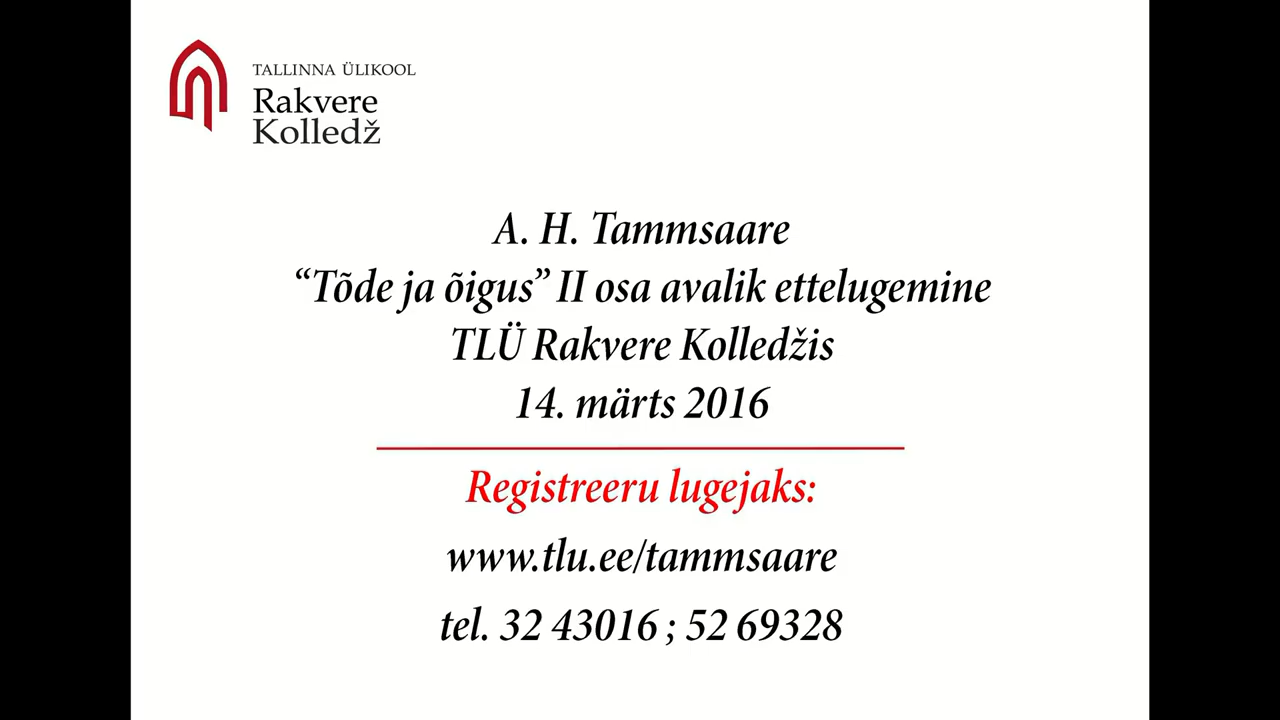 TALLINNA ÜLIKOOL
Rakvere
Kolledž
A. H. Tammsaare
“Tõde ja õigus” II osa avalik ettelugemine
TLÜ Rakvere Kolledžis
14. märts 2016
Registreeru lugejaks:
www.tlu.ee/tammsaare
tel. 32 43016 ; 52 69328